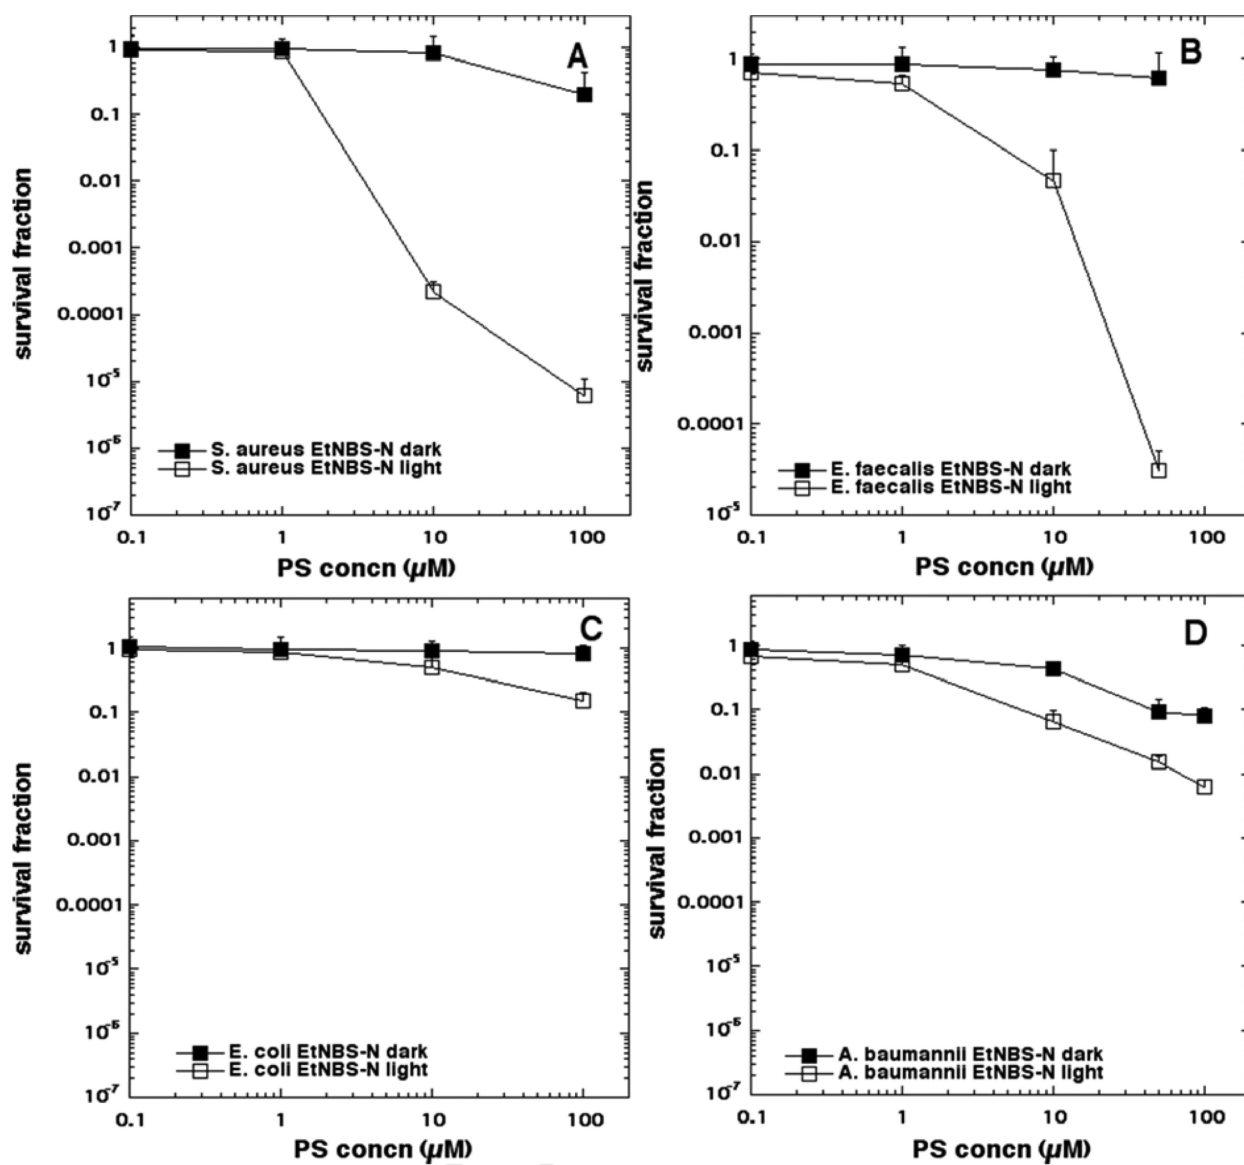 A
1
0.1
0.01
0.001
0.0001
10-5
10-6
10-7
survival fraction
S. aureus EtNBS-N dark
S. aureus EtNBS-N light
0.1 1 10 100
PS concn (µM)
B
1
0.1
0.01
0.001
0.0001
10-5
survival fraction
E. faecalis EtNBS-N dark
E. faecalis EtNBS-N light
0.1 1 10 100
PS concn (µM)
C
1
0.1
0.01
0.001
0.0001
10-5
10-6
10-7
survival fraction
E. coli EtNBS-N dark
E. coli EtNBS-N light
0.1 1 10 100
PS concn (µM)
D
1
0.1
0.01
0.001
0.0001
10-5
10-6
10-7
survival fraction
A. baumannii EtNBS-N dark
A. baumannii EtNBS-N light
0.1 1 10 100
PS concn (µM)